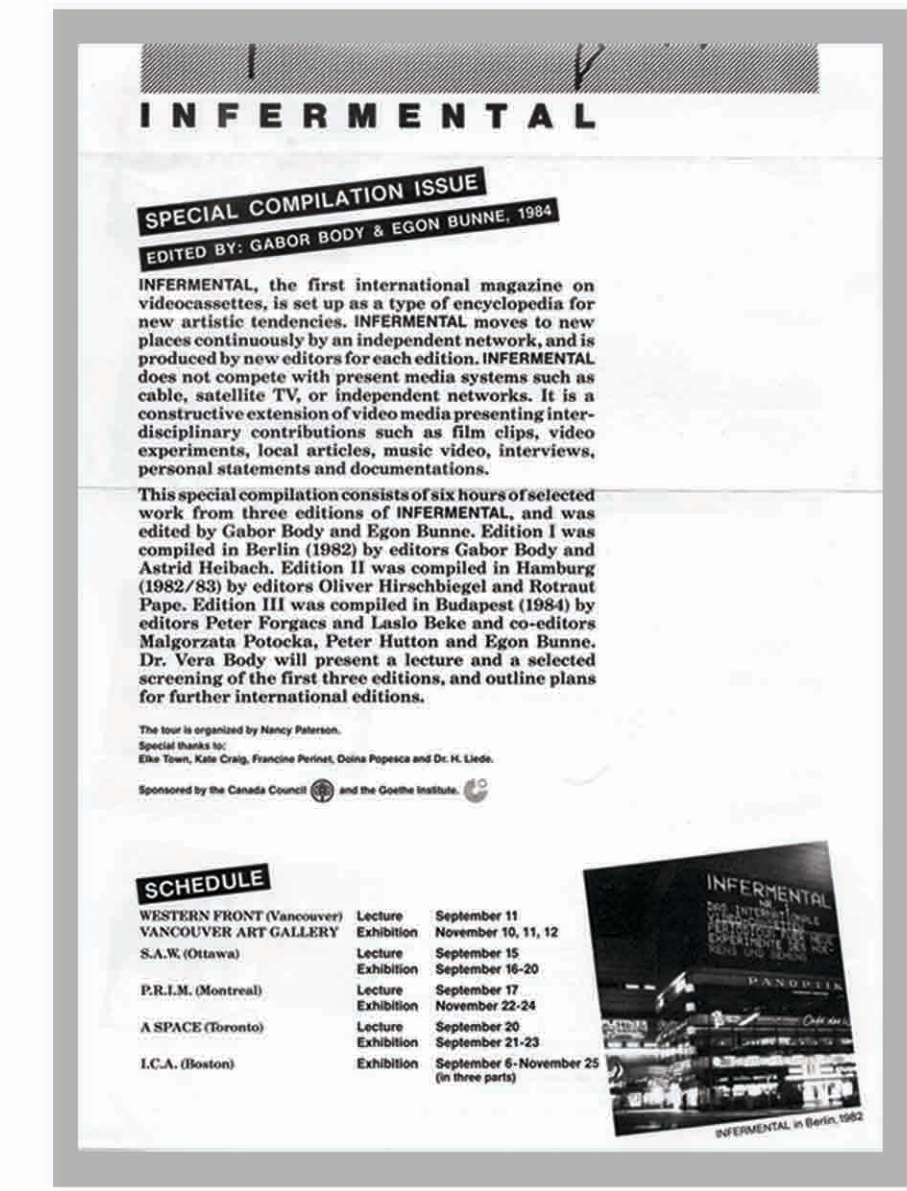 INFERMENTAL
SPECIAL COMPILATION ISSUE
EDITED BY: GABOR BODY & EGON BUNNE, 1984
INFERMENTAL, the first international magazine on
videocassettes, is set up as a type of encyclopedia for
new artistic tendencies. INFERMENTAL moves to new
places continuously by an independent network, and is
produced by new editors for each edition. INFERMENTAL
does not compete with present media systems such as
cable, satellite TV, or independent networks. It is a
constructive extension of video media presenting inter-
disciplinary contributions such as film clips, video
experiments, local articles, music video, interviews,
personal statements and documentations.
This special compilation consists of six hours of selected
work from three editions of INFERMENTAL, and was
edited by Gabor Body and Egon Bunne. Edition I was
compiled in Berlin (1982) by editors Gabor Body and
Astrid Heibach. Edition II was compiled in Hamburg
(1982/83) by editors Oliver Hirschbiegel and Rotraut
Pape. Edition III was compiled in Budapest (1984) by
editors Peter Forgacs and Laslo Beke and co-editors
Malgorzata Potocka, Peter Hutton and Egon Bunne.
Dr. Vera Body will present a lecture and a selected
screening of the first three editions, and outline plans
for further international editions.
The tour is organized by Nancy Paterson.
Special thanks to:
Elke Town, Kate Craig, Francine Perinet, Doina Popesca and Dr. H. Liede.
Sponsored by the Canada Council and the Goethe Institute.
SCHEDULE
WESTERN FRONT (Vancouver) Lecture September 11
VANCOUVER ART GALLERY Exhibition November 10, 11, 12
S.A.W. (Ottawa) Lecture September 15
Exhibition September 16-20
P.R.I.M. (Montreal) Lecture September 17
Exhibition November 22-24
A SPACE (Toronto) Lecture September 20
Exhibition September 21-23
I.C.A. (Boston) Exhibition September 6-November 25
(in three parts)
INFERMENTAL
NR 1
DAS INTERNATIONALE
EXPERIMENTE DES
PANOPTIK
INFERMENTAL in Berlin, 1982